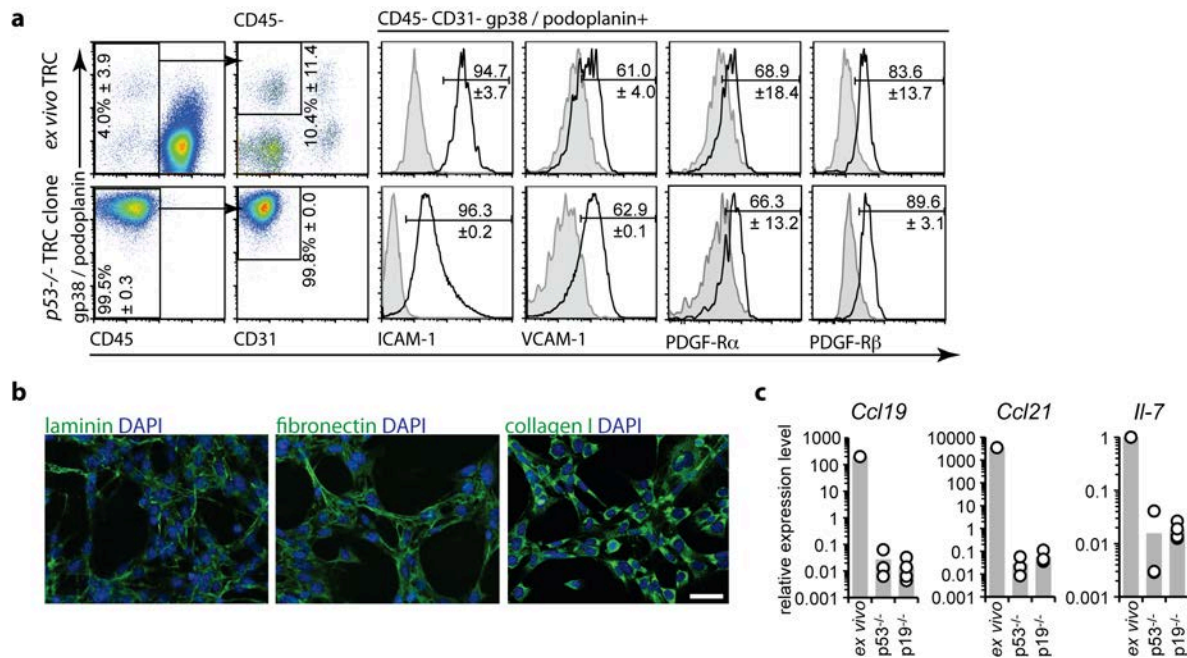 a
CD45-
CD45- CD31- gp38 / podoplanin+
ex vivo TRC
4.0% ± 3.9
10.4% ± 11.4
94.7
±3.7
61.0
± 4.0
68.9
±18.4
83.6
±13.7
p53-/- TRC clone
gp38 / podoplanin
99.5%
± 0.3
99.8% ± 0.0
96.3
±0.2
62.9
±0.1
66.3
± 13.2
89.6
± 3.1
CD45
CD31
ICAM-1
VCAM-1
PDGF-Rα
PDGF-Rβ
b
laminin DAPI
fibronectin DAPI
collagen I DAPI
c
Ccl19
Ccl21
Il-7
relative expression level
1000
100
10
1
0.1
0.01
0.001
10000
1000
100
10
1
0.1
0.01
0.001
1
0.1
0.01
0.001
ex vivo
p53-/-
p19-/-
ex vivo
p53-/-
p19-/-
ex vivo
p53-/-
p19-/-